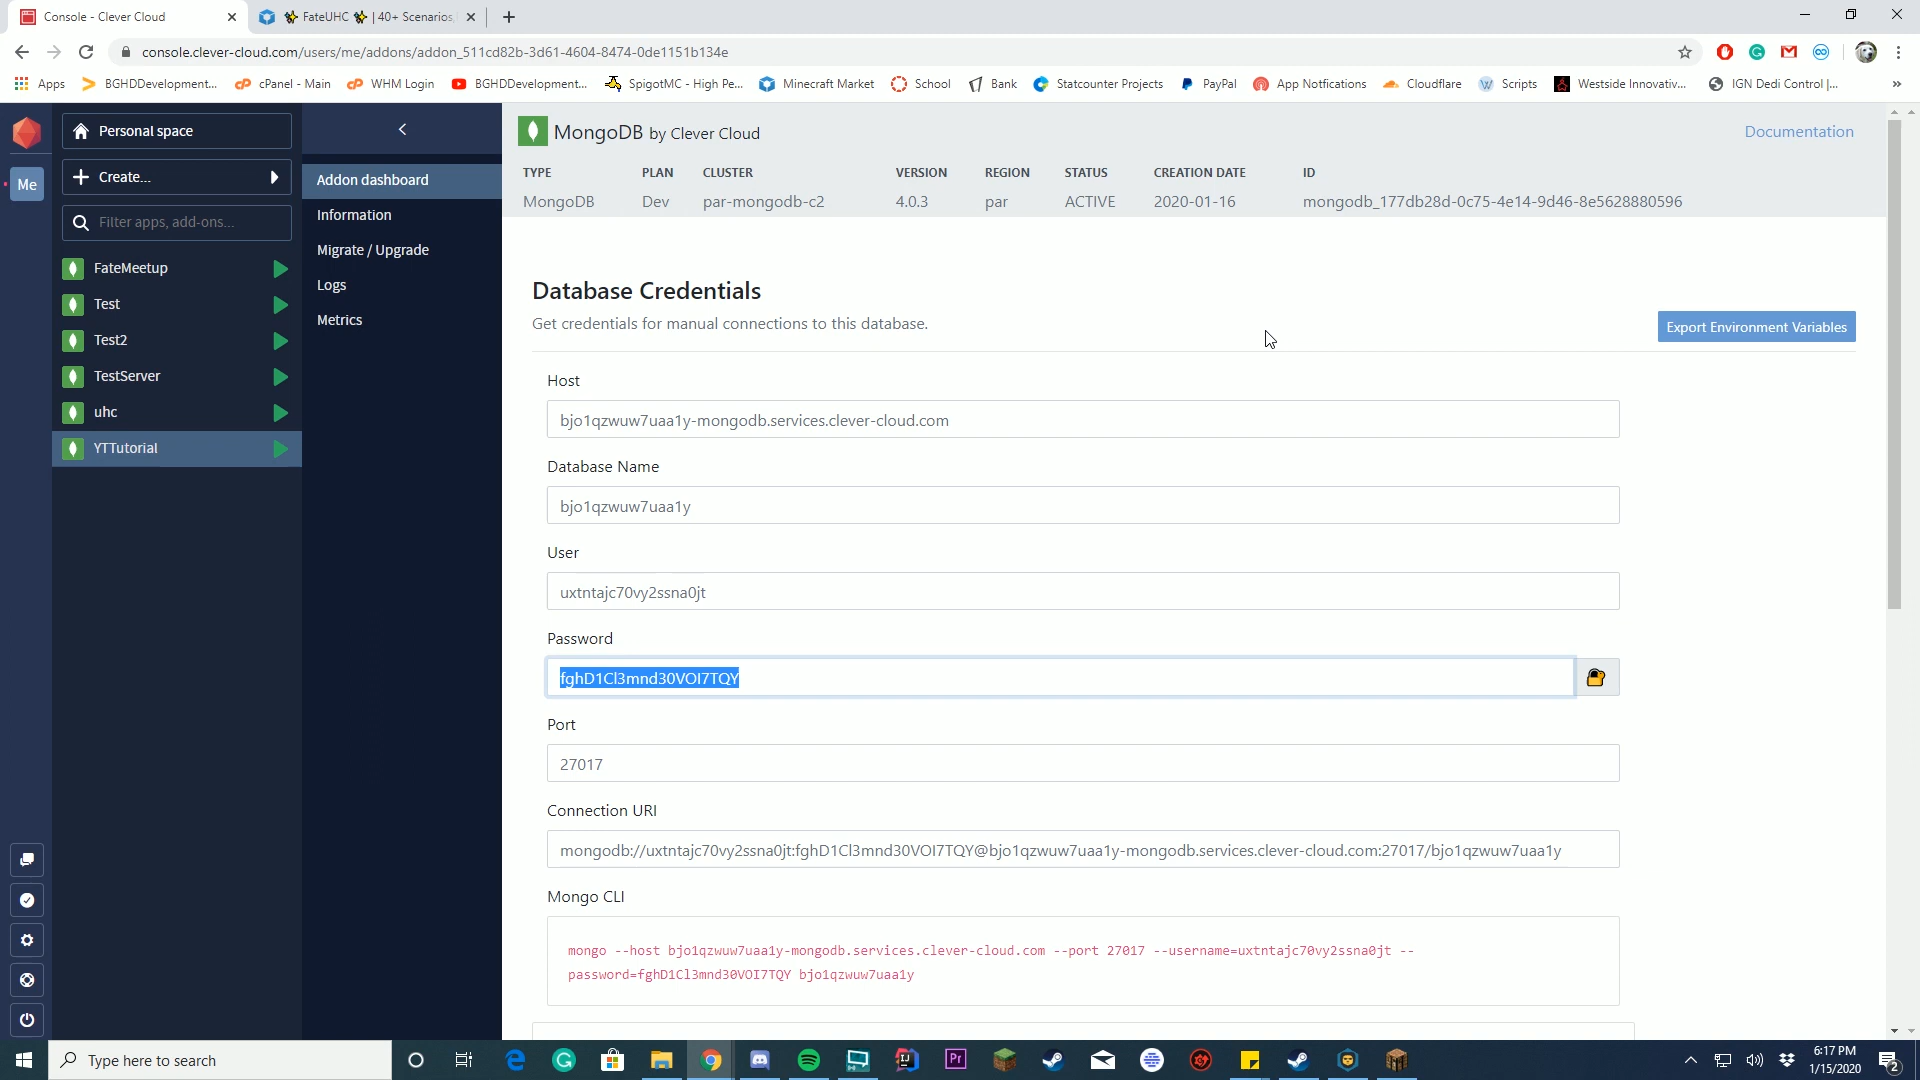 Console - Clever Cloud
✨ FateUHC ✨ | 40+ Scenarios
console.clever-cloud.com/users/me/addons/addon_511cd82b-3d61-4604-8474-0de1151b134e
Apps BGHDDevelopment... cPanel - Main WHM Login BGHDDevelopment... SpigotMC - High Pe... Minecraft Market School Bank Statcounter Projects PayPal App Notfications Cloudflare Scripts Westside Innovativ... IGN Dedi Control |... »
Me
Personal space
Create...
Filter apps, add-ons...
FateMeetup
Test
Test2
TestServer
uhc
YTTutorial
Addon dashboard
Information
Migrate / Upgrade
Logs
Metrics
MongoDB by Clever Cloud
Documentation
TYPE PLAN CLUSTER VERSION REGION STATUS CREATION DATE ID
MongoDB Dev par-mongodb-c2 4.0.3 par ACTIVE 2020-01-16 mongodb_177db28d-0c75-4e14-9d46-8e5628880596
Database Credentials
Get credentials for manual connections to this database.
Export Environment Variables
Host
bjo1qzwuw7uaa1y-mongodb.services.clever-cloud.com
Database Name
bjo1qzwuw7uaa1y
User
uxtntajc70vy2ssna0jt
Password
fghD1Cl3mnd30VOI7TQY
Port
27017
Connection URI
mongodb://uxtntajc70vy2ssna0jt:fghD1Cl3mnd30VOI7TQY@bjo1qzwuw7uaa1y-mongodb.services.clever-cloud.com:27017/bjo1qzwuw7uaa1y
Mongo CLI
mongo --host bjo1qzwuw7uaa1y-mongodb.services.clever-cloud.com --port 27017 --username=uxtntajc70vy2ssna0jt --
password=fghD1Cl3mnd30VOI7TQY bjo1qzwuw7uaa1y
Type here to search
Pr
6:17 PM
1/15/2020
2